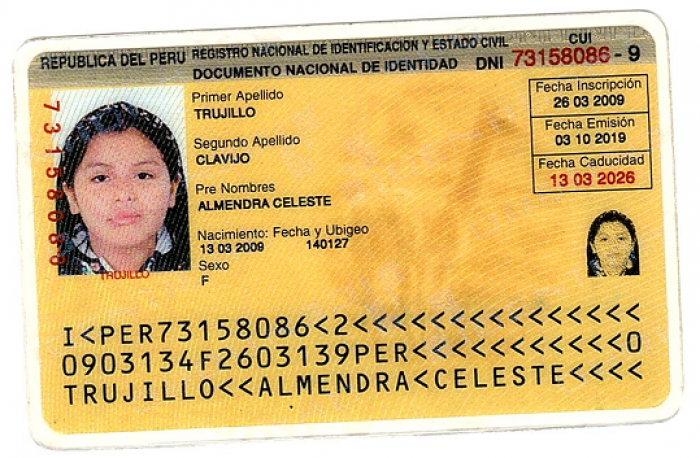 REPUBLICA DEL PERU REGISTRO NACIONAL DE IDENTIFICACION Y ESTADO CIVIL CUI
DOCUMENTO NACIONAL DE IDENTIDAD DNI 73158086 - 9
Primer Apellido
TRUJILLO
Segundo Apellido
CLAVIJO
Pre Nombres
ALMENDRA CELESTE
Nacimiento: Fecha y Ubigeo
13 03 2009 140127
Sexo
F
Fecha Inscripción
26 03 2009
Fecha Emisión
03 10 2019
Fecha Caducidad
13 03 2026
TRUJILLO
I<PER73158086<2<<<<<<<<<<<<<<<
0903134F2603139PER<<<<<<<<<<<0
TRUJILLO<<ALMENDRA<CELESTE<<<<